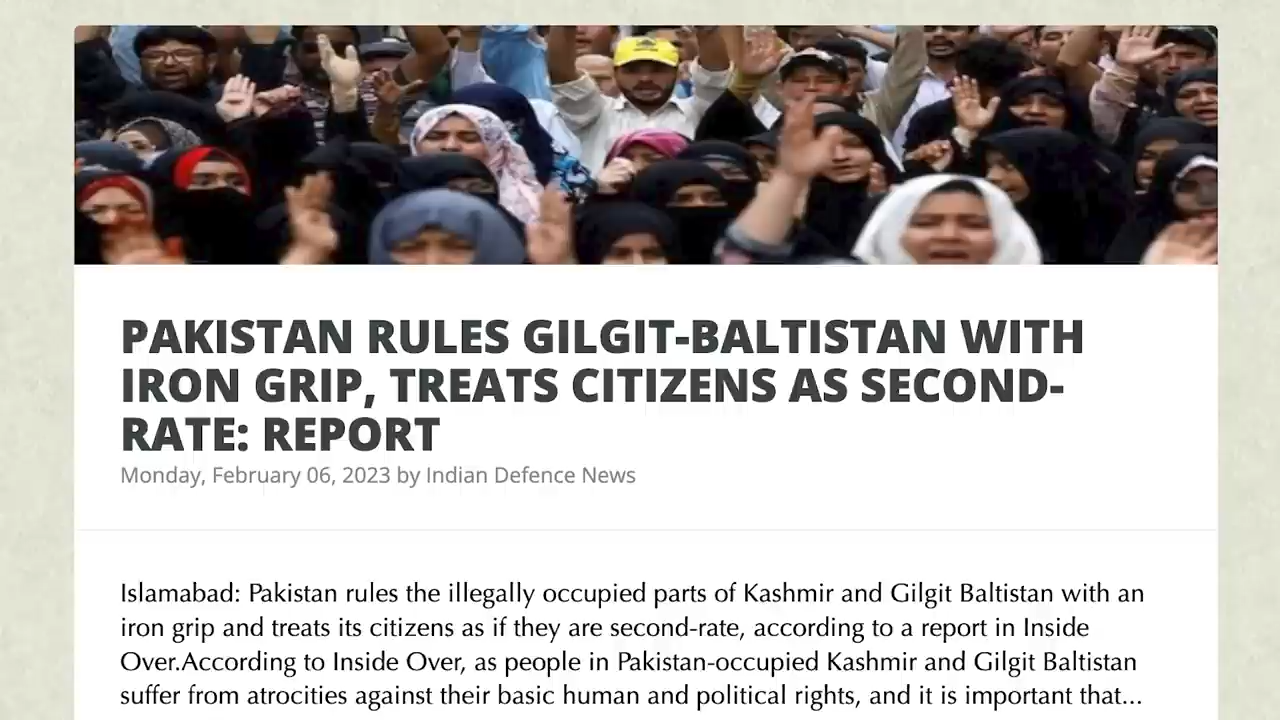 PAKISTAN RULES GILGIT-BALTISTAN WITH
IRON GRIP, TREATS CITIZENS AS SECOND-
RATE: REPORT
Monday, February 06, 2023 by Indian Defence News
Islamabad: Pakistan rules the illegally occupied parts of Kashmir and Gilgit Baltistan with an
iron grip and treats its citizens as if they are second-rate, according to a report in Inside
Over.According to Inside Over, as people in Pakistan-occupied Kashmir and Gilgit Baltistan
suffer from atrocities against their basic human and political rights, and it is important that...